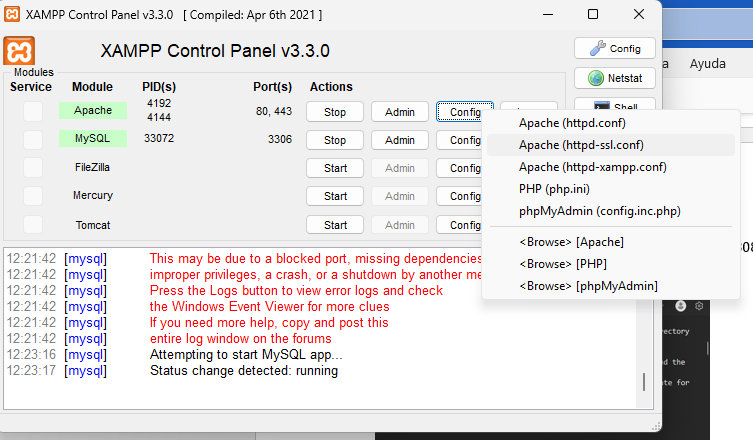 XAMPP Control Panel v3.3.0 [ Compiled: Apr 6th 2021 ]
XAMPP Control Panel v3.3.0
Config
Netstat
Shell
Ayuda
Modules
Service Module PID(s) Port(s) Actions
Apache 4192 4144 80, 443 Stop Admin Config
MySQL 33072 3306 Stop Admin Config
FileZilla Start Admin Config
Mercury Start Admin Config
Tomcat Start Admin Config
Apache (httpd.conf)
Apache (httpd-ssl.conf)
Apache (httpd-xampp.conf)
PHP (php.ini)
phpMyAdmin (config.inc.php)
<Browse> [Apache]
<Browse> [PHP]
<Browse> [phpMyAdmin]
12:21:42 [mysql] This may be due to a blocked port, missing dependencies
12:21:42 [mysql] improper privileges, a crash, or a shutdown by another me
12:21:42 [mysql] Press the Logs button to view error logs and check
12:21:42 [mysql] the Windows Event Viewer for more clues
12:21:42 [mysql] If you need more help, copy and post this
12:21:42 [mysql] entire log window on the forums
12:23:16 [mysql] Attempting to start MySQL app...
12:23:17 [mysql] Status change detected: running
308
rectory
d the
te for